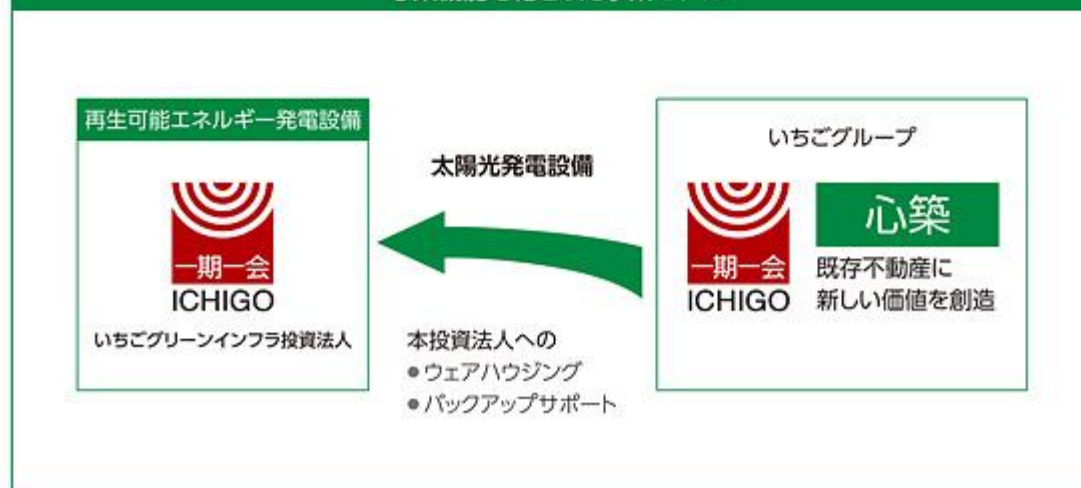 再生可能エネルギー発電設備
一期一会
ICHIGO
いちごグリーンインフラ投資法人
太陽光発電設備
本投資法人への
●ウェアハウジング
●バックアップサポート
いちごグループ
一期一会
ICHIGO
心築
既存不動産に
新しい価値を創造